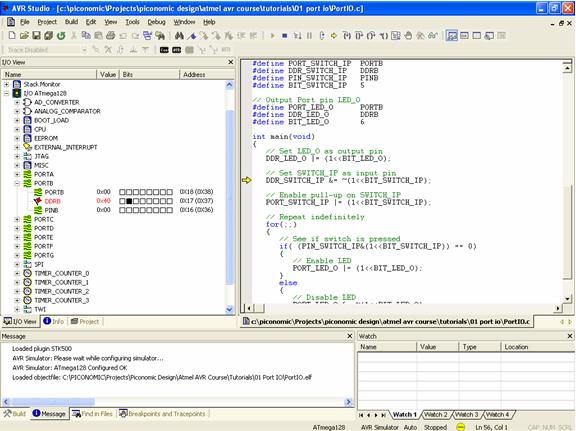 AVR Studio - [c:\piconomic\Projects\piconomic design\atmel avr course\tutorials\01 port io\PortIO.c]
File Project Build Edit View Tools Debug Window Help
Trace Disabled
I/O View
Name Value Bits Address
Stack Monitor
I/O ATmega128
AD_CONVERTER
ANALOG_COMPARATOR
BOOT_LOAD
CPU
EEPROM
EXTERNAL_INTERRUPT
JTAG
MISC
PORTA
PORTB
PORTB 0x00 0x18 (0x38)
DDRB 0x40 0x17 (0x37)
PINB 0x00 0x16 (0x36)
PORTC
PORTD
PORTE
PORTF
PORTG
SPI
TIMER_COUNTER_0
TIMER_COUNTER_1
TIMER_COUNTER_2
TIMER_COUNTER_3
TWI
I/O View Info Project
#define PORT_SWITCH_IP PORTB
#define DDR_SWITCH_IP DDRB
#define PIN_SWITCH_IP PINB
#define BIT_SWITCH_IP 5
// Output Port pin LED_O
#define PORT_LED_O PORTB
#define DDR_LED_O DDRB
#define BIT_LED_O 6
int main(void)
{
// Set LED_O as output pin
DDR_LED_O |= (1<<BIT_LED_O);
// Set SWITCH_IP as input pin
DDR_SWITCH_IP &= ~(1<<BIT_SWITCH_IP);
// Enable pull-up on SWITCH_IP
PORT_SWITCH_IP |= (1<<BIT_SWITCH_IP);
// Repeat indefinitely
for(;;)
{
// See if switch is pressed
if( (PIN_SWITCH_IP&(1<<BIT_SWITCH_IP)) == 0)
{
// Enable LED
PORT_LED_O |= (1<<BIT_LED_O);
}
else
{
// Disable LED
c:\piconomic\Projects\piconomic design\atmel avr course\tutorials\01 port io\PortIO.c
Message
Loaded plugin STK500
AVR Simulator: Please wait while configuring simulator...
AVR Simulator: ATmega128 Configured OK
Loaded objectfile: C:\PICONOMIC\Projects\Piconomic Design\Atmel AVR Course\Tutorials\01 Port IO\PortIO.elf
Build Message Find in Files Breakpoints and Tracepoints
Watch
Name Value Type Location
Watch 1 Watch 2 Watch 3 Watch 4
ATmega128 AVR Simulator Auto Stopped Ln 56, Col 1 CAP NUM SCRL